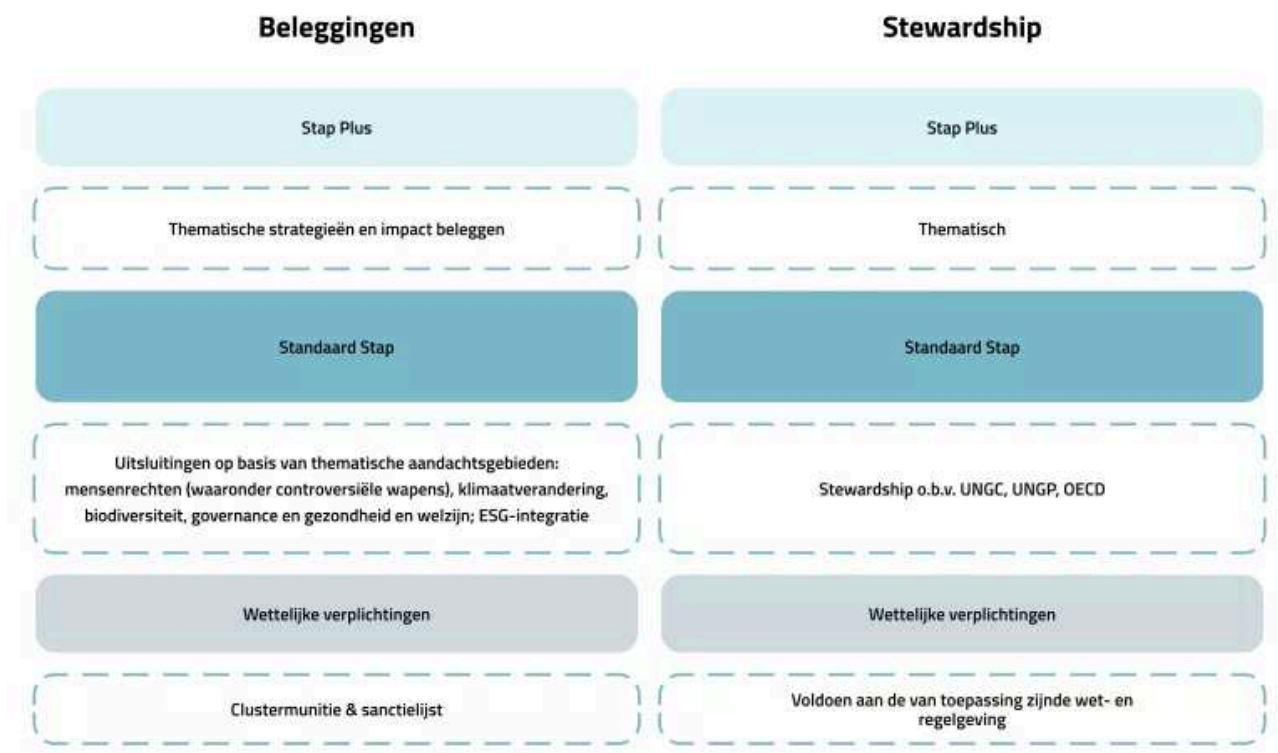 Beleggingen
Stewardship
Stap Plus
Stap Plus
Thematische strategieën en impact beleggen
Thematisch
Standaard Stap
Standaard Stap
Uitsluitingen op basis van thematische aandachtsgebieden:
mensenrechten (waaronder controversiële wapens), klimaatverandering,
biodiversiteit, governance en gezondheid en welzijn; ESG-integratie
Stewardship o.b.v. UNGC, UNGP, OECD
Wettelijke verplichtingen
Wettelijke verplichtingen
Clustermunitie & sanctielijst
Voldoen aan de van toepassing zijnde wet- en
regelgeving